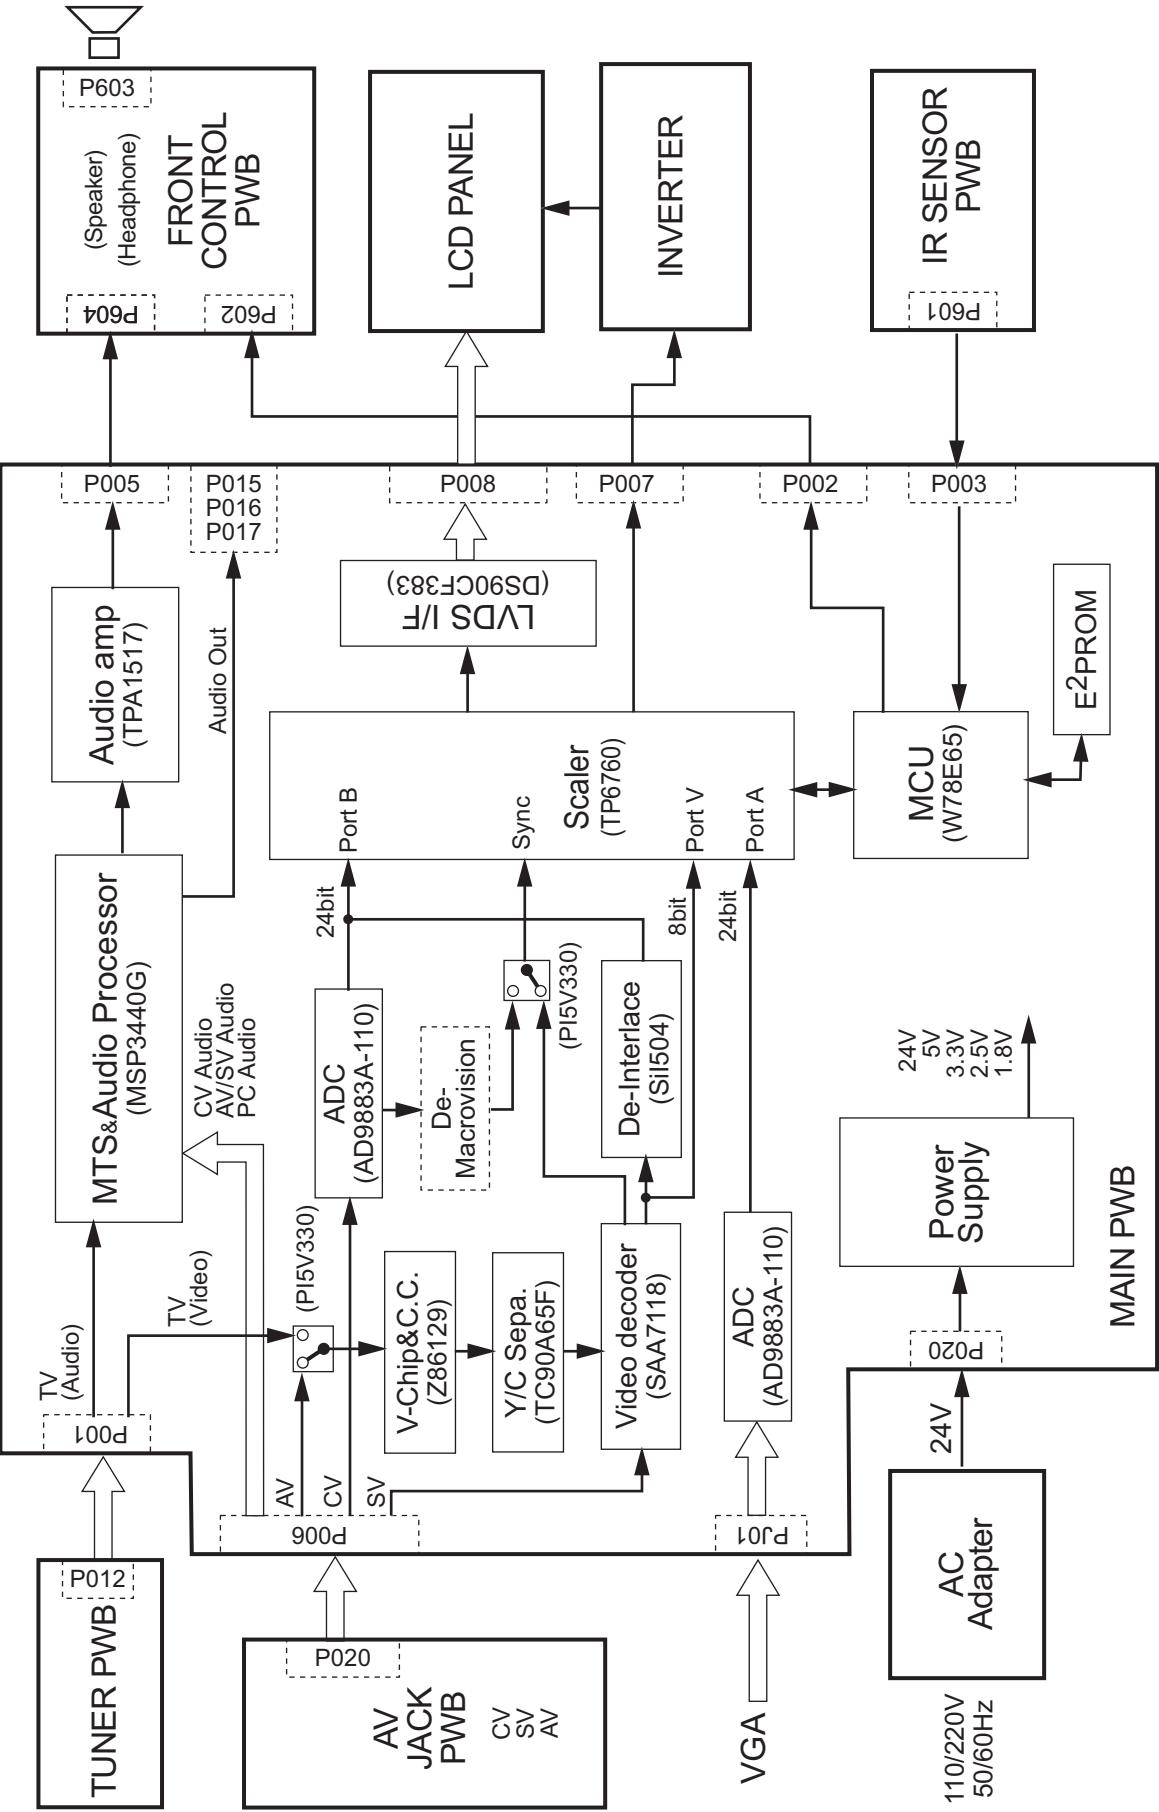 TUNER PWB
P012
AV
JACK
PWB
CV
SV
AV
P020
VGA
110/220V
50/60Hz
AC
Adapter
24V
P001
TV
(Audio)
TV
(Video)
P006
AV
CV
SV
PJ01
P020
MAIN PWB
Power
Supply
24V
5V
3.3V
2.5V
1.8V
MTS&Audio Processor
(MSP3440G)
CV Audio
AV/SV Audio
PC Audio
(PI5V330)
V-Chip&C.C.
(Z86129)
Y/C Sepa.
(TC90A65F)
Video decoder
(SAA7118)
ADC
(AD9883A-110)
ADC
(AD9883A-110)
De-
Macrovision
(PI5V330)
De-Interlace
(SiI504)
24bit
8bit
24bit
Port B
Sync
Port V
Port A
Scaler
(TP6760)
MCU
(W78E65)
E2PROM
Audio amp
(TPA1517)
Audio Out
LVDS I/F
(DS90CF383)
P005
P015
P016
P017
P008
P007
P002
P003
P604
P602
P603
(Speaker)
(Headphone)
FRONT
CONTROL
PWB
LCD PANEL
INVERTER
P601
IR SENSOR
PWB